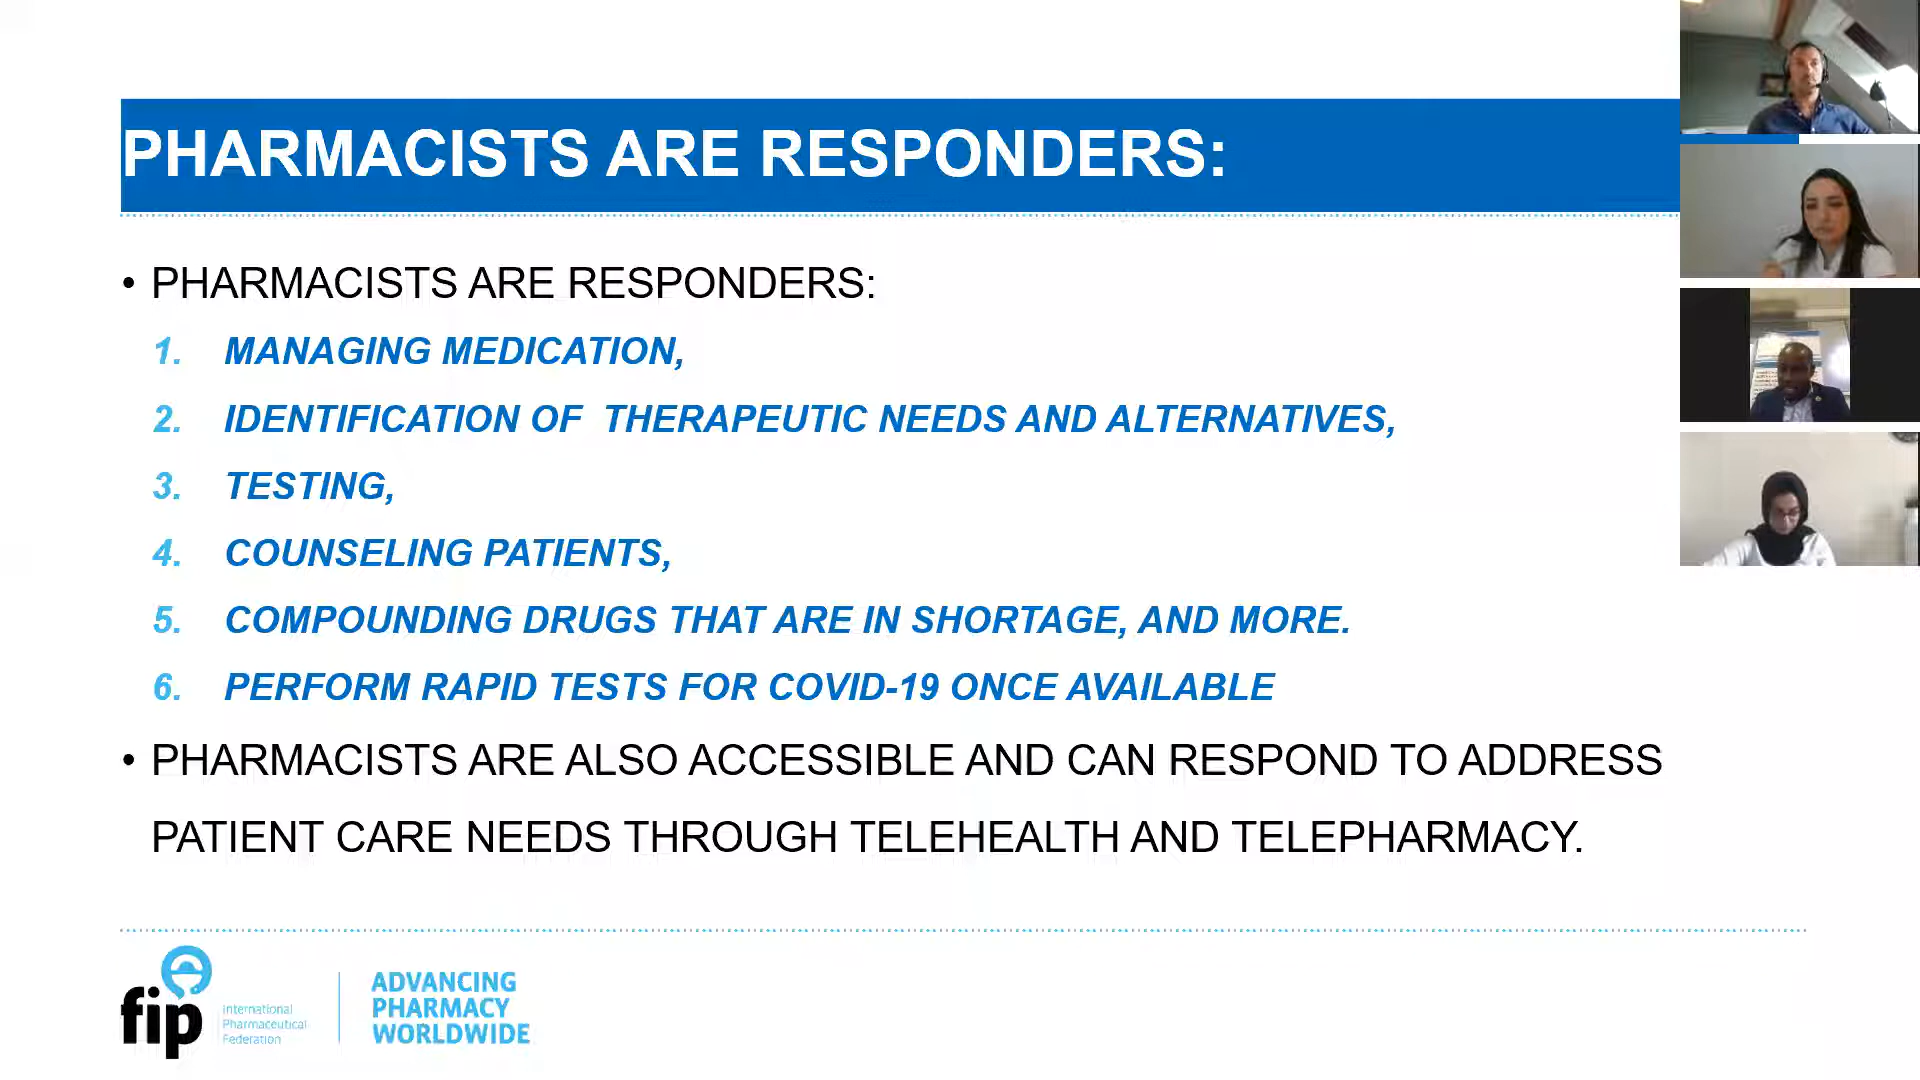 PHARMACISTS ARE RESPONDERS:
• PHARMACISTS ARE RESPONDERS:
1. MANAGING MEDICATION,
2. IDENTIFICATION OF THERAPEUTIC NEEDS AND ALTERNATIVES,
3. TESTING,
4. COUNSELING PATIENTS,
5. COMPOUNDING DRUGS THAT ARE IN SHORTAGE, AND MORE.
6. PERFORM RAPID TESTS FOR COVID-19 ONCE AVAILABLE
• PHARMACISTS ARE ALSO ACCESSIBLE AND CAN RESPOND TO ADDRESS
PATIENT CARE NEEDS THROUGH TELEHEALTH AND TELEPHARMACY.
fip
International
Pharmaceutical
Federation
ADVANCING
PHARMACY
WORLDWIDE